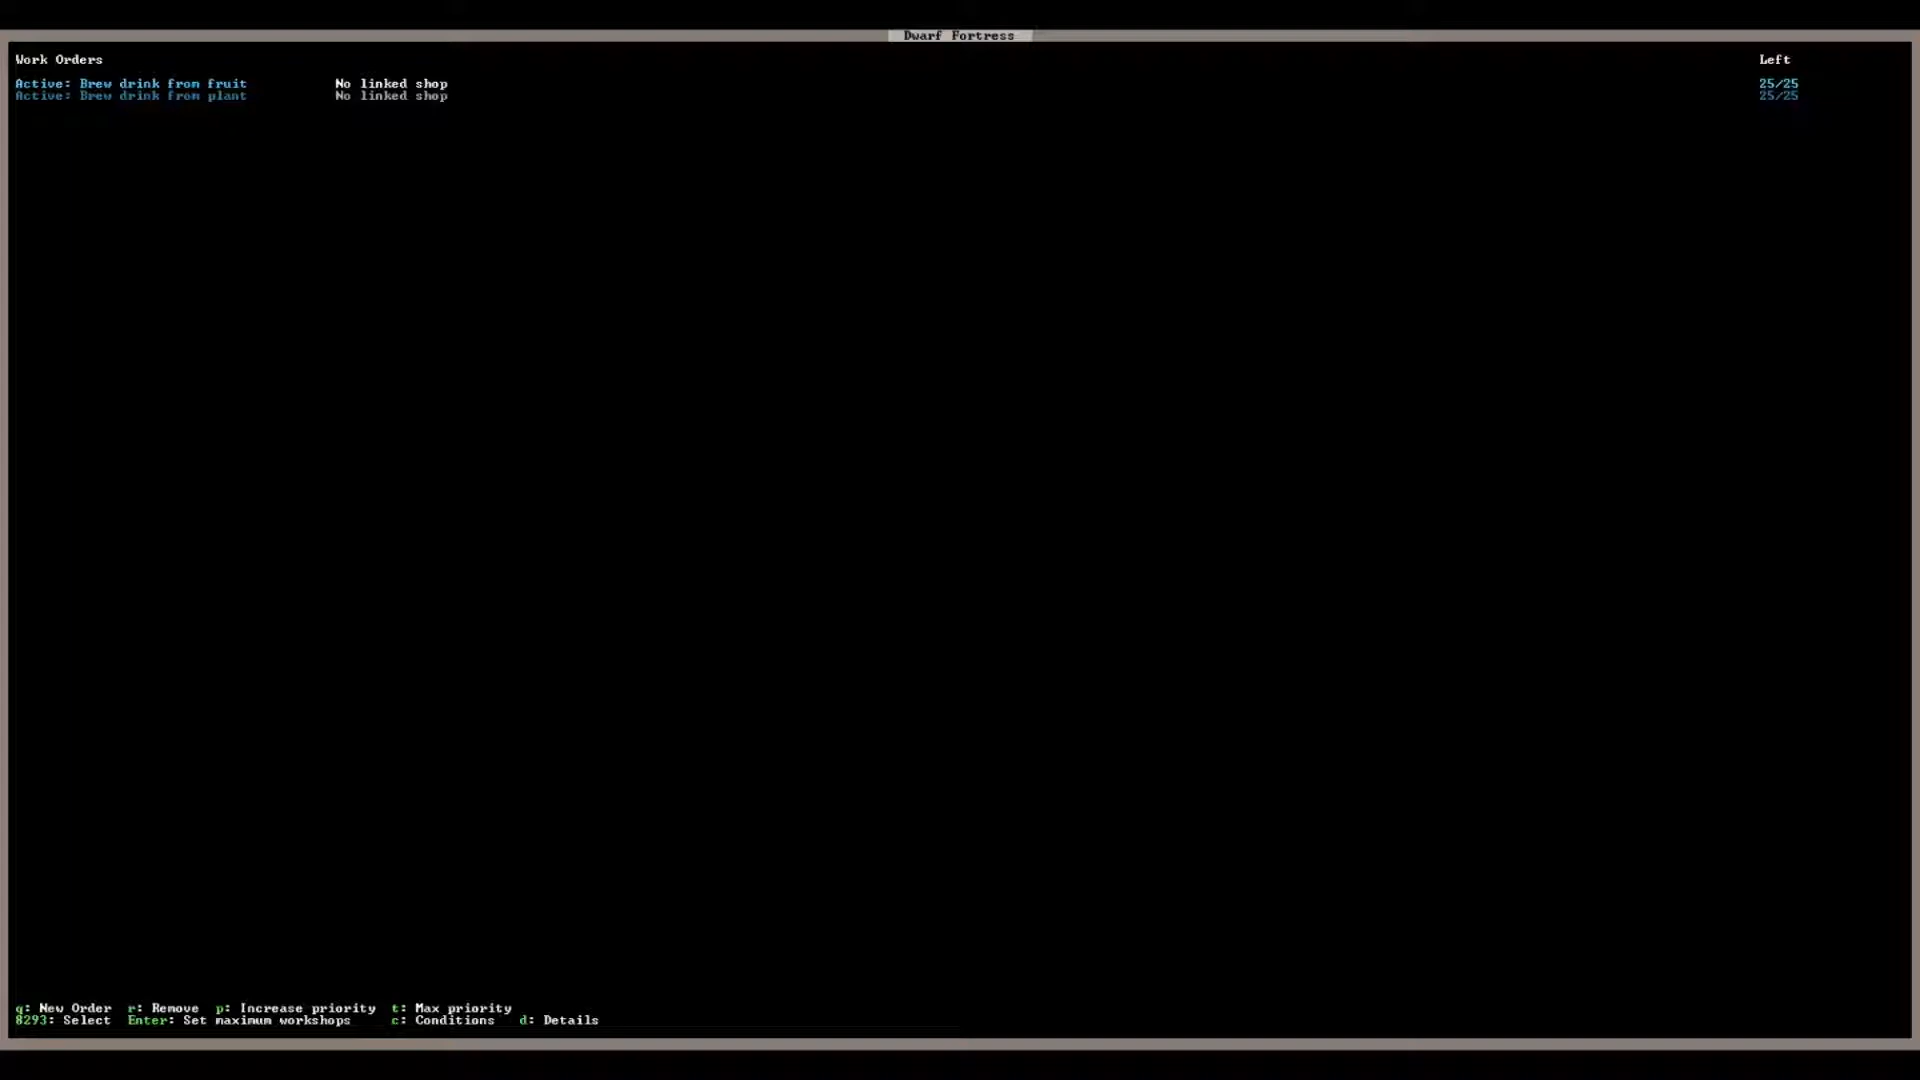 Dwarf Fortress
Work Orders Left
Active: Brew drink from fruit No linked shop 25/25
Active: Brew drink from plant No linked shop 25/25
q: New Order r: Remove p: Increase priority t: Max priority
8293: Select Enter: Set maximum workshops c: Conditions d: Details